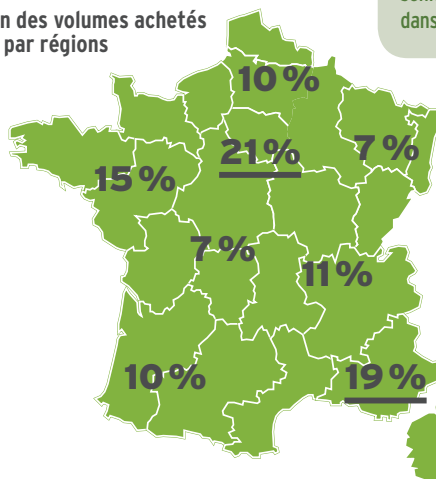 n des volumes achetés
par régions
dans
10 %
21 %
7 %
15 %
7 %
11 %
10 %
19 %